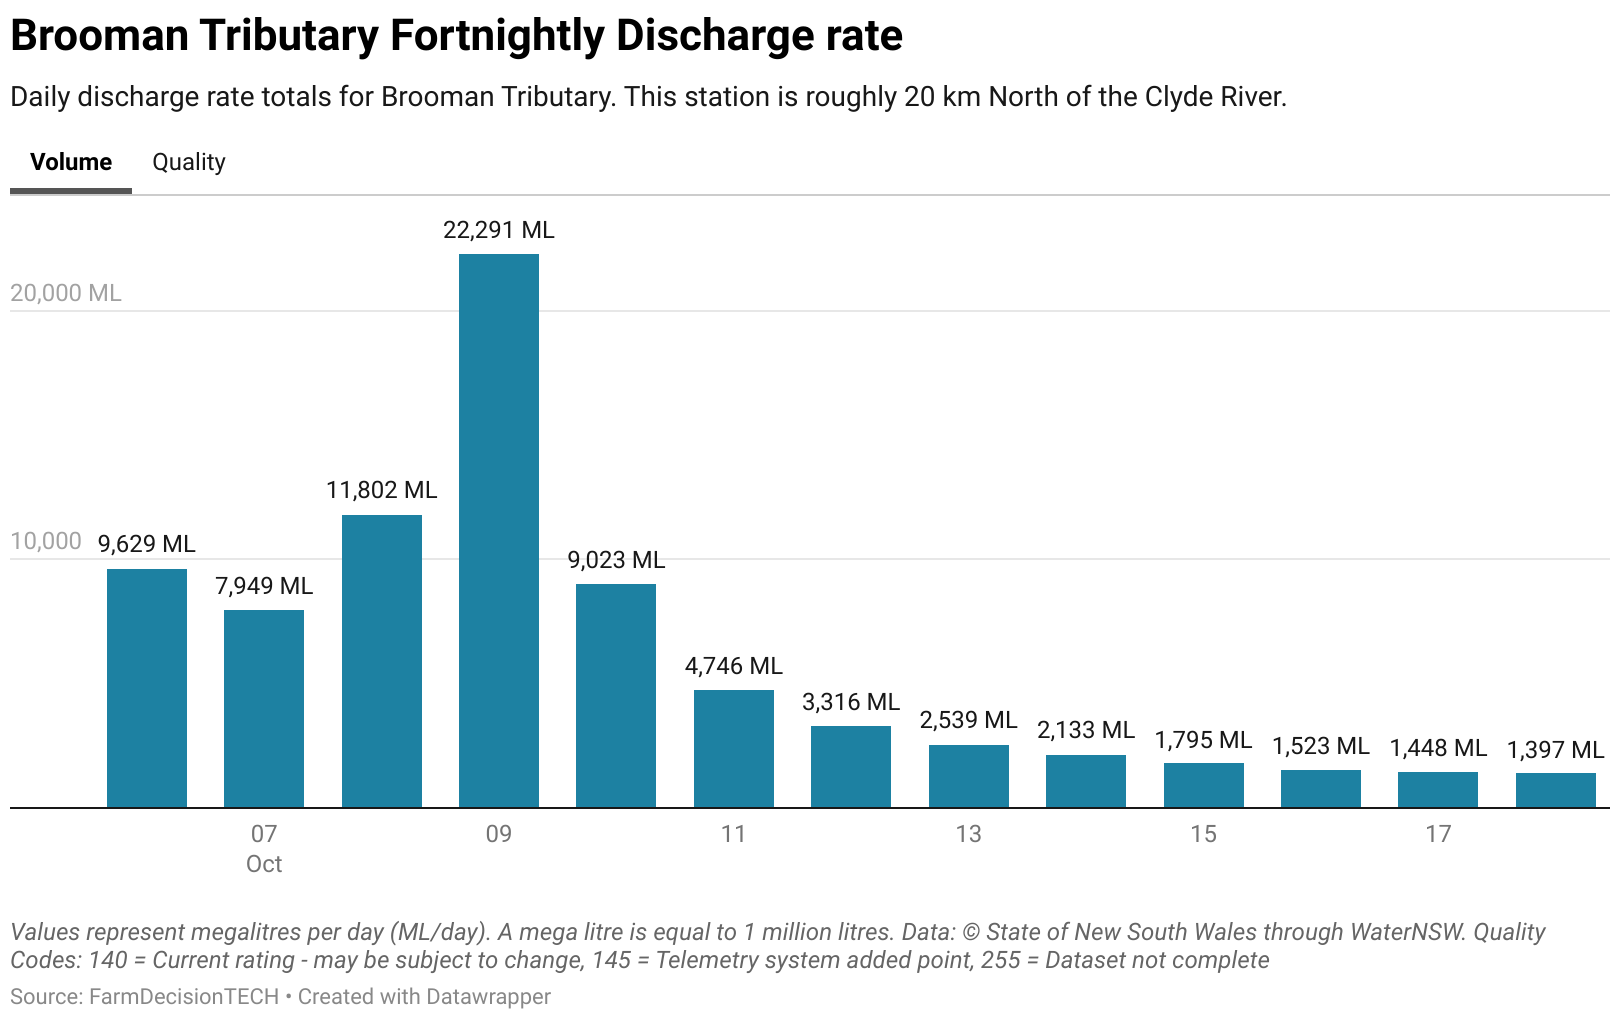 Brooman Tributary Fortnightly Discharge rate
Daily discharge rate totals for Brooman Tributary. This station is roughly 20 km North of the Clyde River.
Volume Quality
22,291 ML
20,000 ML
11,802 ML
10,000 9,629 ML
9,023 ML
7,949 ML
4,746 ML
3,316 ML
2,539 ML
2,133 ML
1,795 ML
1,523 ML
1,448 ML
1,397 ML
07 09 11 13 15 17
Oct
Values represent megalitres per day (ML/day). A mega litre is equal to 1 million litres. Data: © State of New South Wales through WaterNSW. Quality
Codes: 140 = Current rating - may be subject to change, 145 = Telemetry system added point, 255 = Dataset not complete
Source: FarmDecisionTECH • Created with Datawrapper